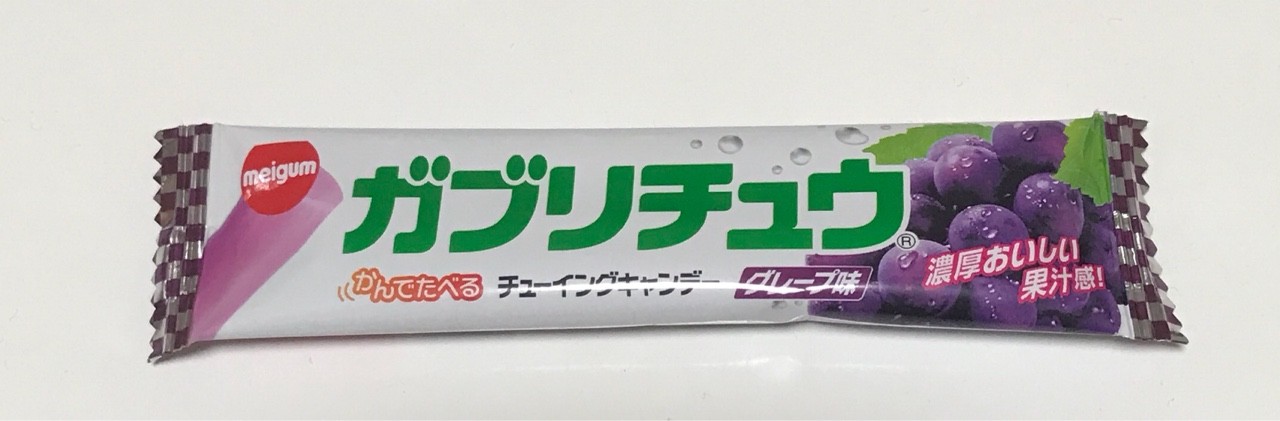 meigum
ガブリチュウ®
かんでたべる チューイングキャンデー グレープ味
濃厚おいしい
果汁感!